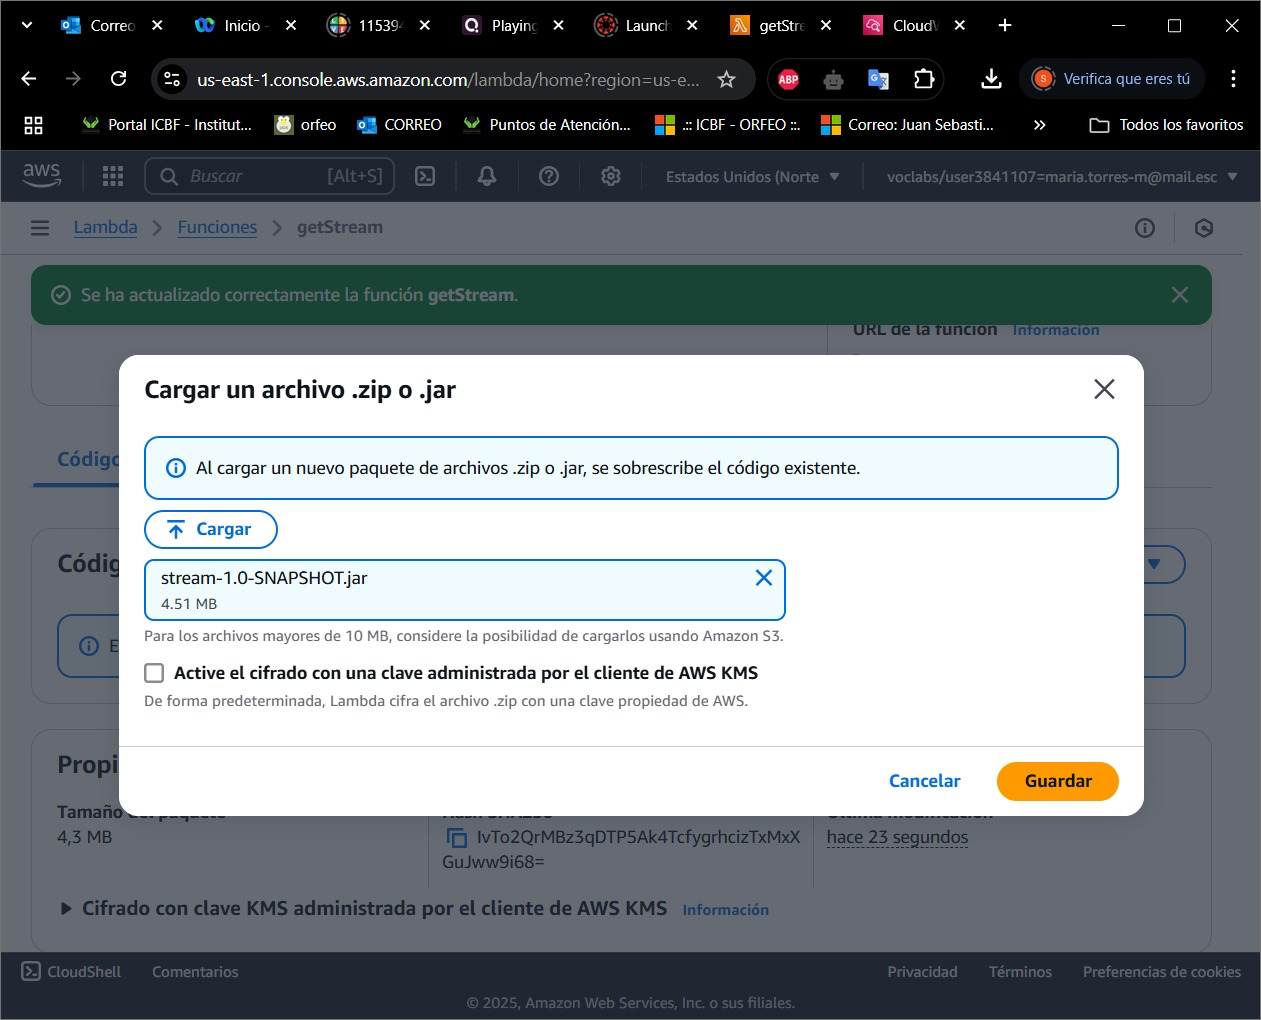 Correo
Inicio -
11539
Playing
Launch
getStre
CloudW
us-east-1.console.aws.amazon.com/lambda/home?region=us-e...
ABP
S
Verifica que eres tú
Portal ICBF - Institut...
orfeo
CORREO
Puntos de Atención...
.:: ICBF - ORFEO ::.
Correo: Juan Sebasti...
Todos los favoritos
aws
Buscar
[Alt+S]
Estados Unidos (Norte
voclabs/user3841107=maria.torres-m@mail.esc
Lambda
Funciones
getStream
Se ha actualizado correctamente la función getStream.
URL de la función Información
Cargar un archivo .zip o .jar
Al cargar un nuevo paquete de archivos .zip o .jar, se sobrescribe el código existente.
Código
Cargar
Códig
stream-1.0-SNAPSHOT.jar
4.51 MB
Para los archivos mayores de 10 MB, considere la posibilidad de cargarlos usando Amazon S3.
E
Active el cifrado con una clave administrada por el cliente de AWS KMS
De forma predeterminada, Lambda cifra el archivo .zip con una clave propiedad de AWS.
Propi
Cancelar
Guardar
Tamaño del paquete
4,3 MB
IvTo2QrMBz3qDTP5Ak4TcfygrhcizTxMxX
GuJww9i68=
Última modificación
hace 23 segundos
Cifrado con clave KMS administrada por el cliente de AWS KMS Información
CloudShell
Comentarios
Privacidad
Términos
Preferencias de cookies
© 2025, Amazon Web Services, Inc. o sus filiales.